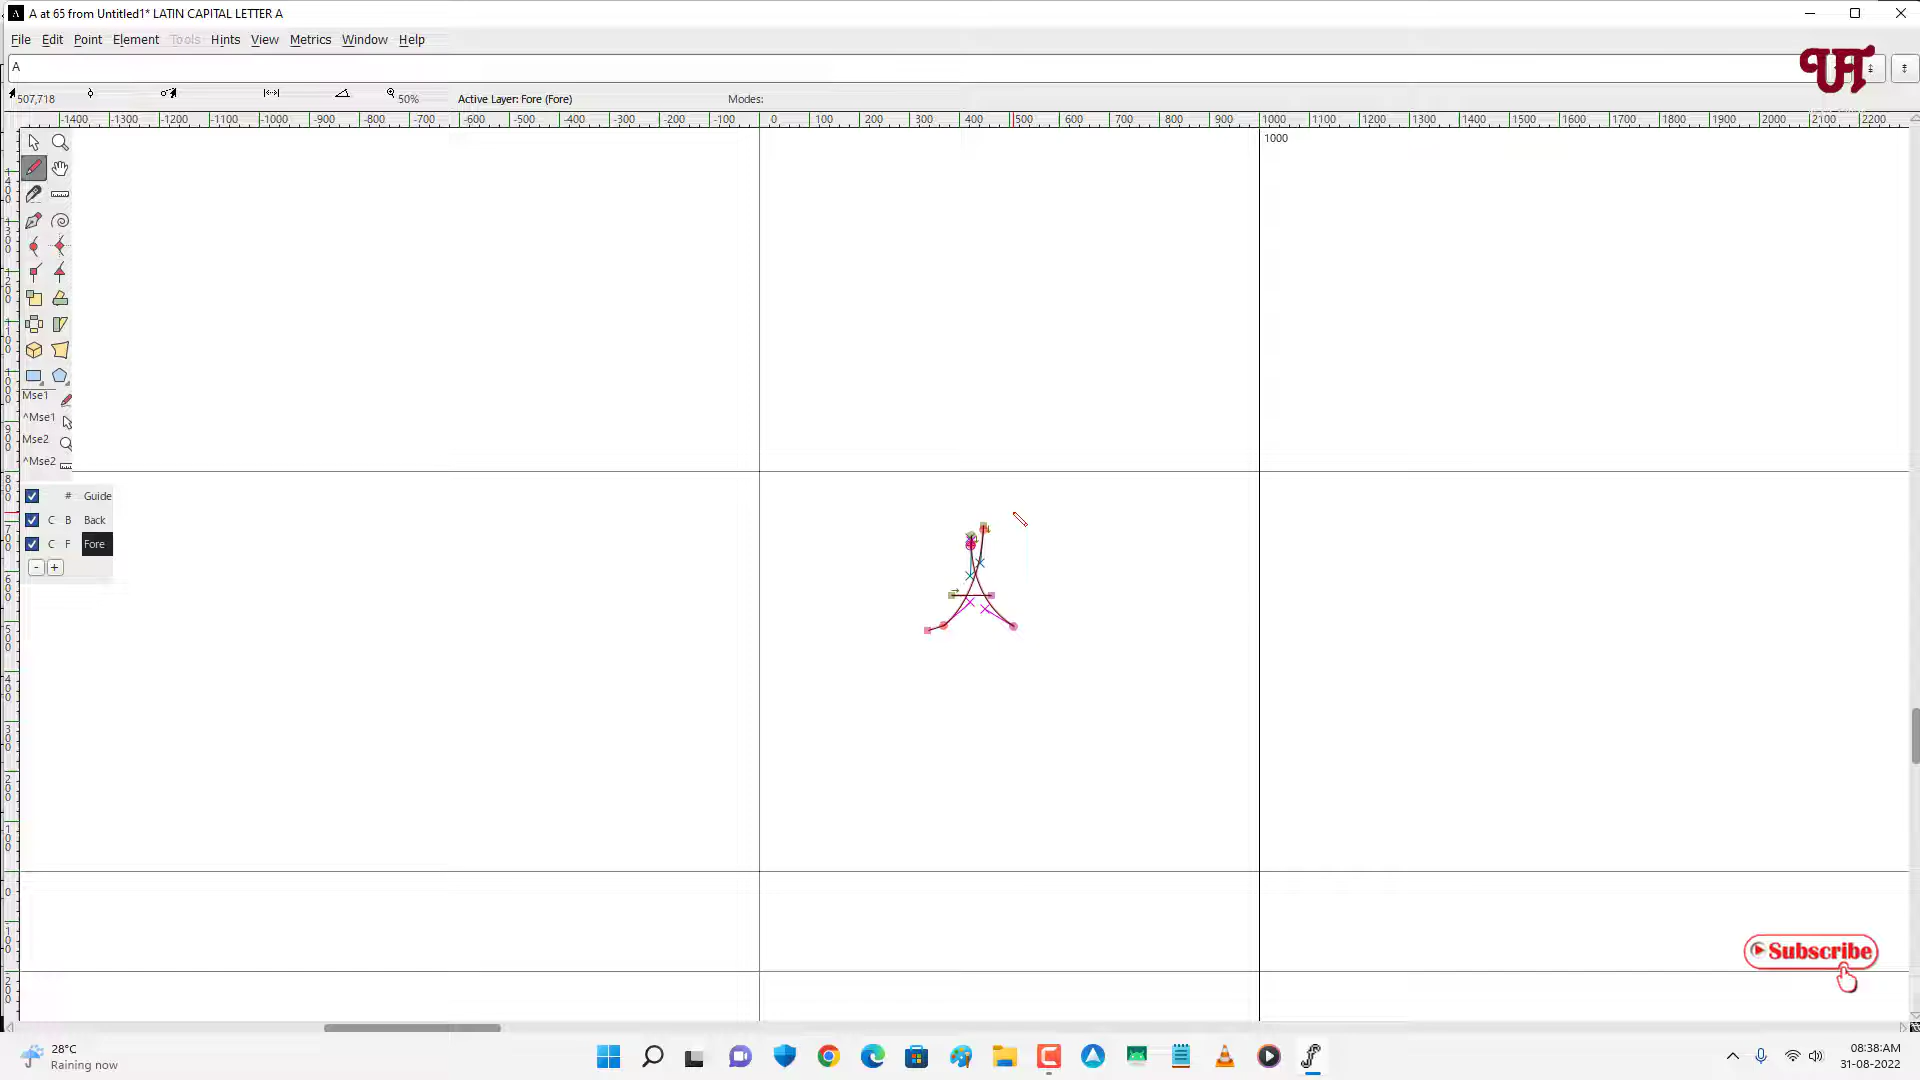 A at 65 from Untitled1* LATIN CAPITAL LETTER A
File Edit Point Element Tools Hints View Metrics Window Help
A
UFT
507,718 50% Active Layer: Fore (Fore) Modes:
-1400 -1300 -1200 -1100 -1000 -900 -800 -700 -600 -500 -400 -300 -200 -100 0 100 200 300 400 500 600 700 800 900 1000 1100 1200 1300 1400 1500 1600 1700 1800 1900 2000 2100 2200
1000
Mse1
^Mse1
Mse2
^Mse2
# Guide
C B Back
C F Fore
- +
Subscribe
28°C
Raining now
08:38AM
31-08-2022